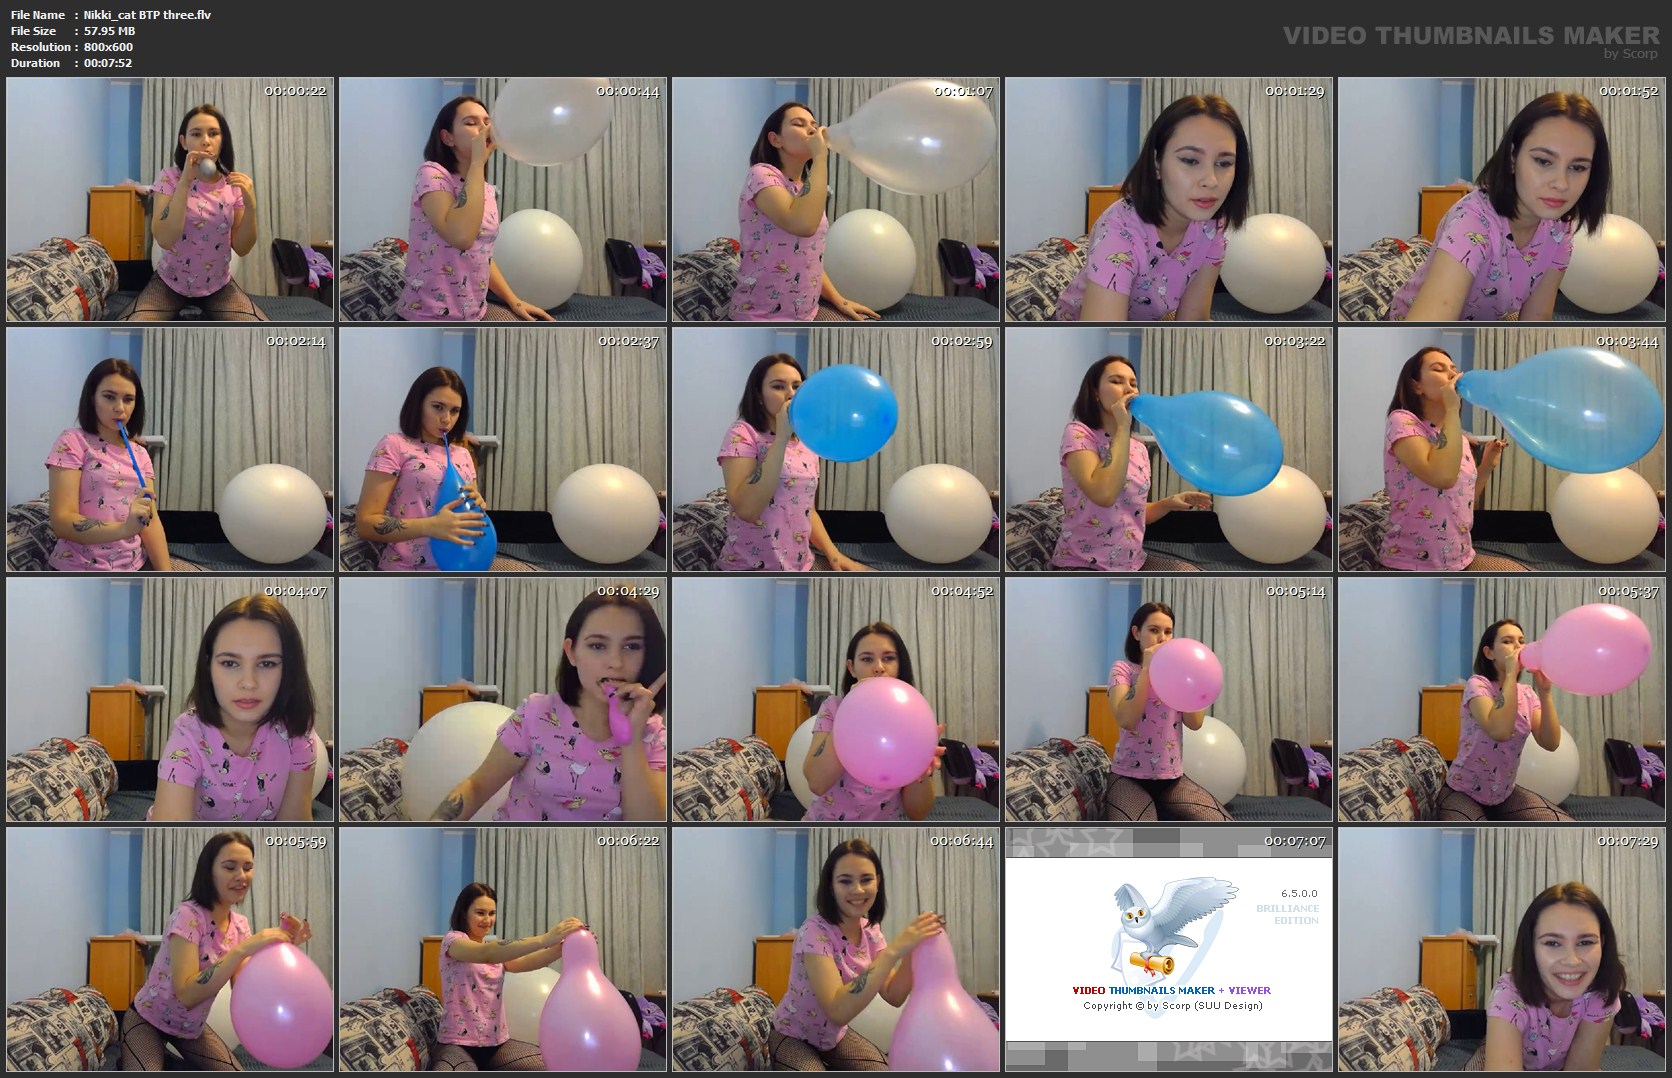 File Name : Nikki_cat BTP three.flv
File Size : 57.95 MB
Resolution : 800x600
Duration : 00:07:52
VIDEO THUMBNAILS MAKER
by Scorp
00:00:22
00:00:44
00:01:07
00:01:29
00:01:52
00:02:14
00:02:37
00:02:59
00:03:22
00:03:44
00:04:07
00:04:29
00:04:52
00:05:14
00:05:37
00:05:59
00:06:22
00:06:44
00:07:07
00:07:29
6.5.0.0
BRILLIANCE
EDITION
VIDEO THUMBNAILS MAKER + VIEWER
Copyright © by Scorp (SUU Design)